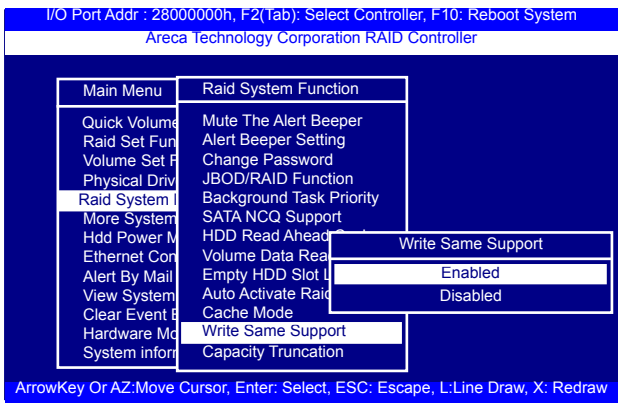 I/O Port Addr : 28000000h, F2(Tab): Select Controller, F10: Reboot System
Areca Technology Corporation RAID Controller
Main Menu
Quick Volume
Raid Set Fun
Volume Set F
Physical Driv
Raid System
More System
Hdd Power M
Ethernet Con
Alert By Mail
View System
Clear Event
Hardware Mo
System inform
Raid System Function
Mute The Alert Beeper
Alert Beeper Setting
Change Password
JBOD/RAID Function
Background Task Priority
SATA NCQ Support
HDD Read Ahead
Volume Data Rea
Empty HDD Slot
Auto Activate Raid
Cache Mode
Write Same Support
Capacity Truncation
Write Same Support
Enabled
Disabled
ArrowKey Or AZ:Move Cursor, Enter: Select, ESC: Escape, L:Line Draw, X: Redraw